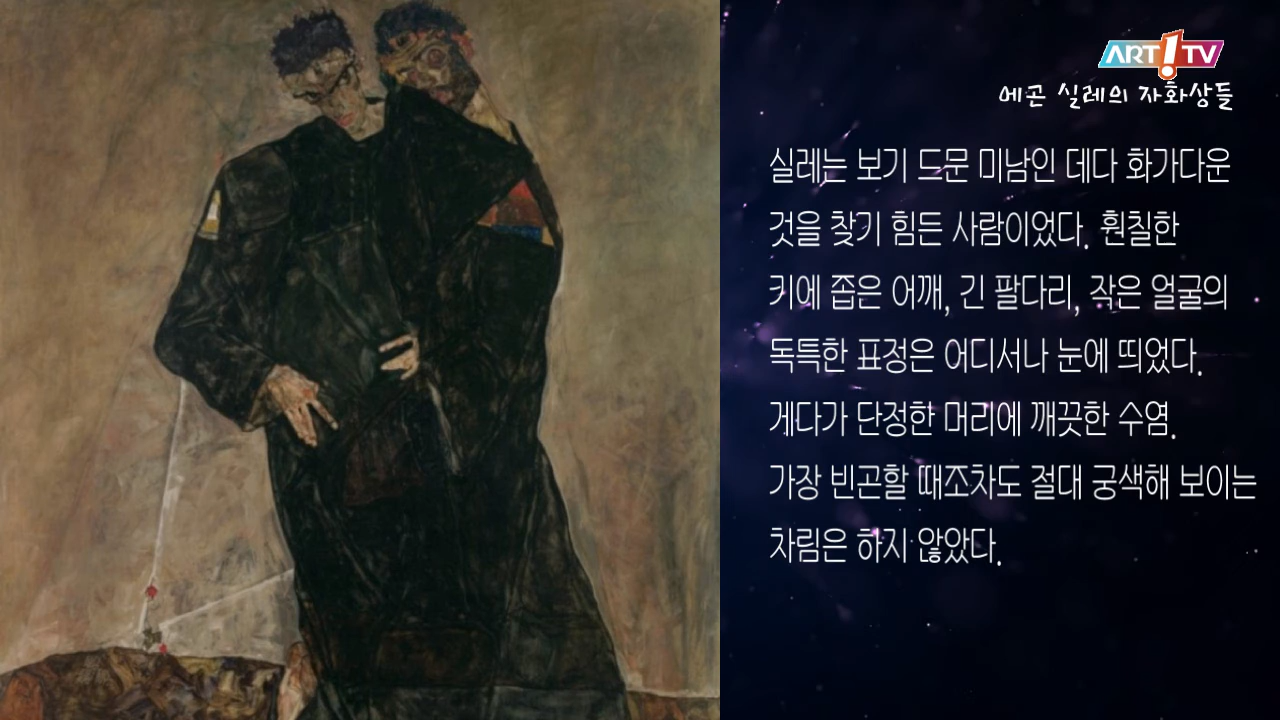 ART!TV
에곤 실레의 자화상들
실레는 보기 드문 미남인 데다 화가다운
것을 찾기 힘든 사람이었다. 훤칠한
키에 좁은 어깨, 긴 팔다리, 작은 얼굴의
독특한 표정은 어디서나 눈에 띄었다.
게다가 단정한 머리에 깨끗한 수염.
가장 빈곤할 때조차도 절대 궁색해 보이는
차림은 하지 않았다.